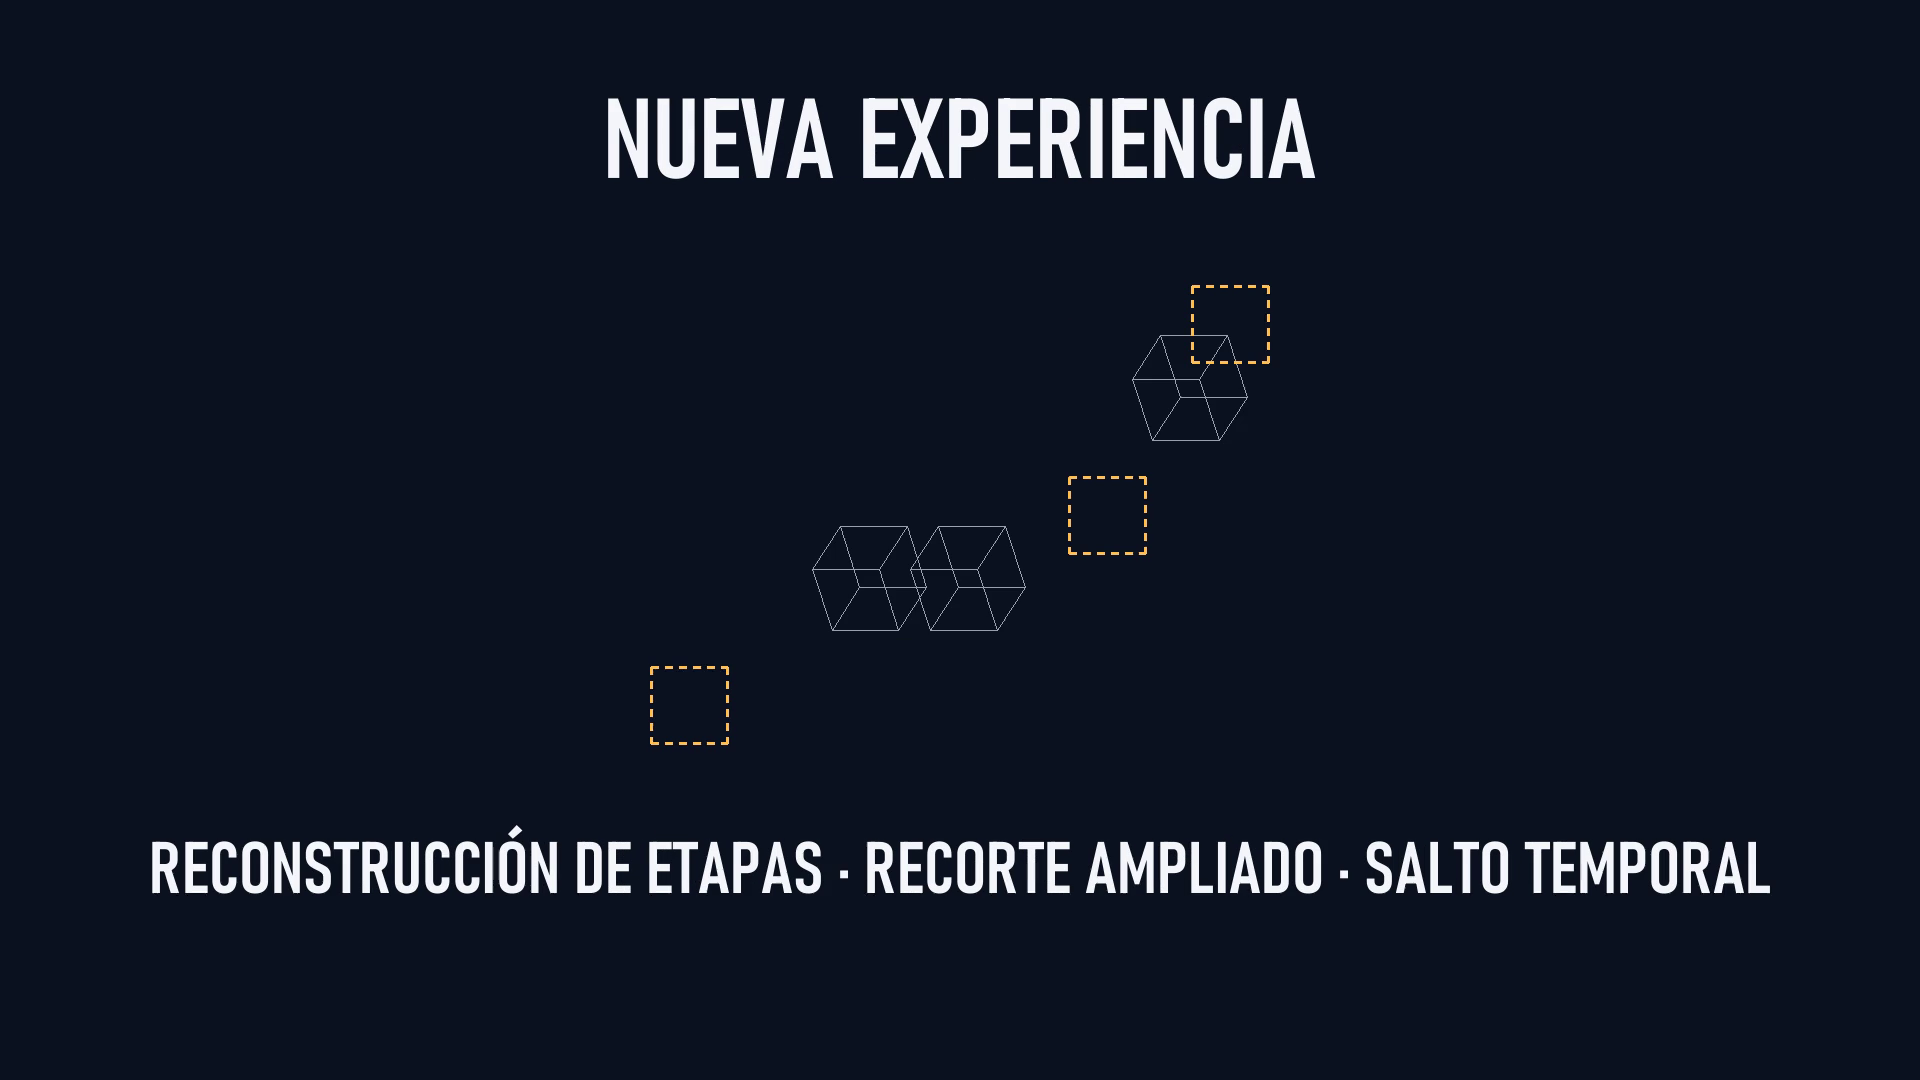 NUEVA EXPERIENCIA
RECONSTRUCCIÓN DE ETAPAS · RECORTE AMPLIADO · SALTO TEMPORAL